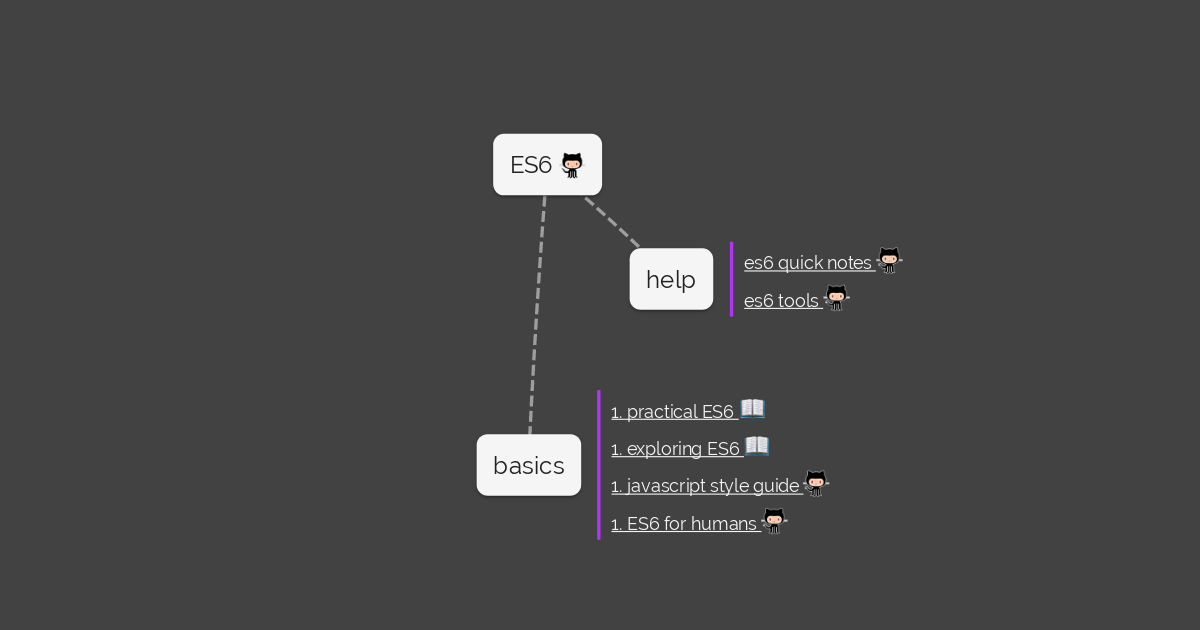 ES6
help
es6 quick notes
es6 tools
basics
1. practical ES6
1. exploring ES6
1. javascript style guide
1. ES6 for humans